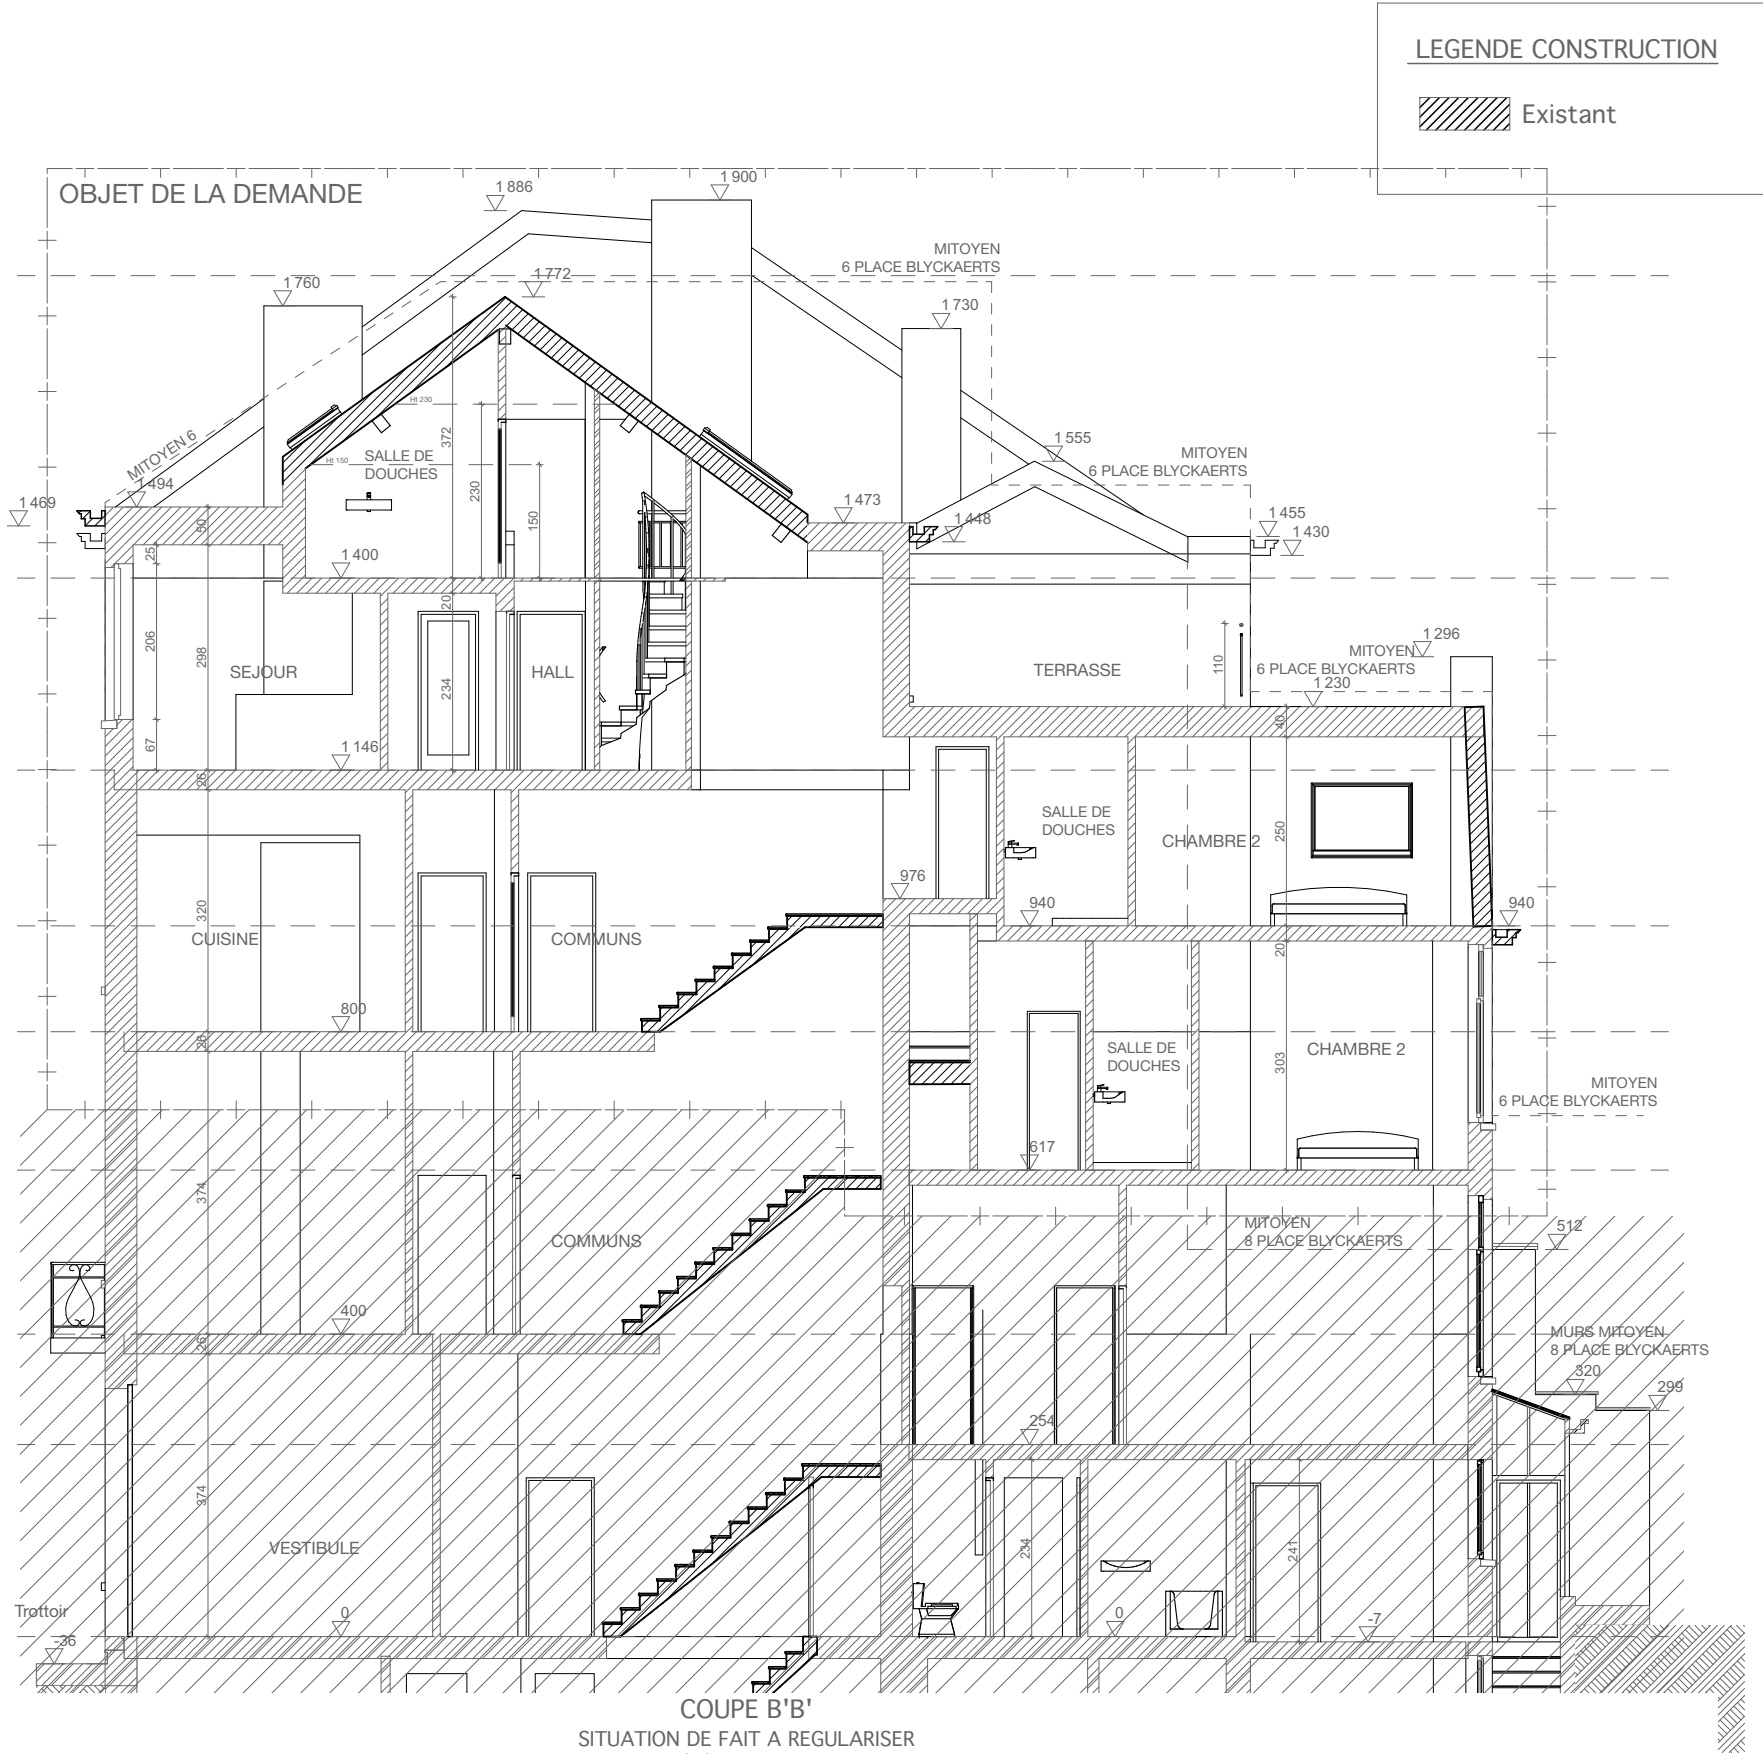 LEGENDE CONSTRUCTION
Existant
OBJET DE LA DEMANDE
1 886
1 900
MITOYEN
6 PLACE BLYCKAERTS
1 772
1 760
1 730
Ht 230
372
MITOYEN 6
SALLE DE
DOUCHES
Ht 150
1 555
MITOYEN
6 PLACE BLYCKAERTS
1 494
1 469
230
150
1 473
1 448
1 455
1 430
50
25
1 400
20
206
298
SEJOUR
234
HALL
TERRASSE
110
1 296
MITOYEN
6 PLACE BLYCKAERTS
1 230
40
67
1 146
26
SALLE DE
DOUCHES
CHAMBRE 2
250
976
940
940
320
CUISINE
COMMUNS
20
800
26
SALLE DE
DOUCHES
CHAMBRE 2
303
MITOYEN
6 PLACE BLYCKAERTS
617
374
COMMUNS
MITOYEN
8 PLACE BLYCKAERTS
512
400
26
MURS MITOYEN
8 PLACE BLYCKAERTS
320
299
254
374
VESTIBULE
234
241
Trottoir
-36
0
0
-7
COUPE B'B'
SITUATION DE FAIT A REGULARISER